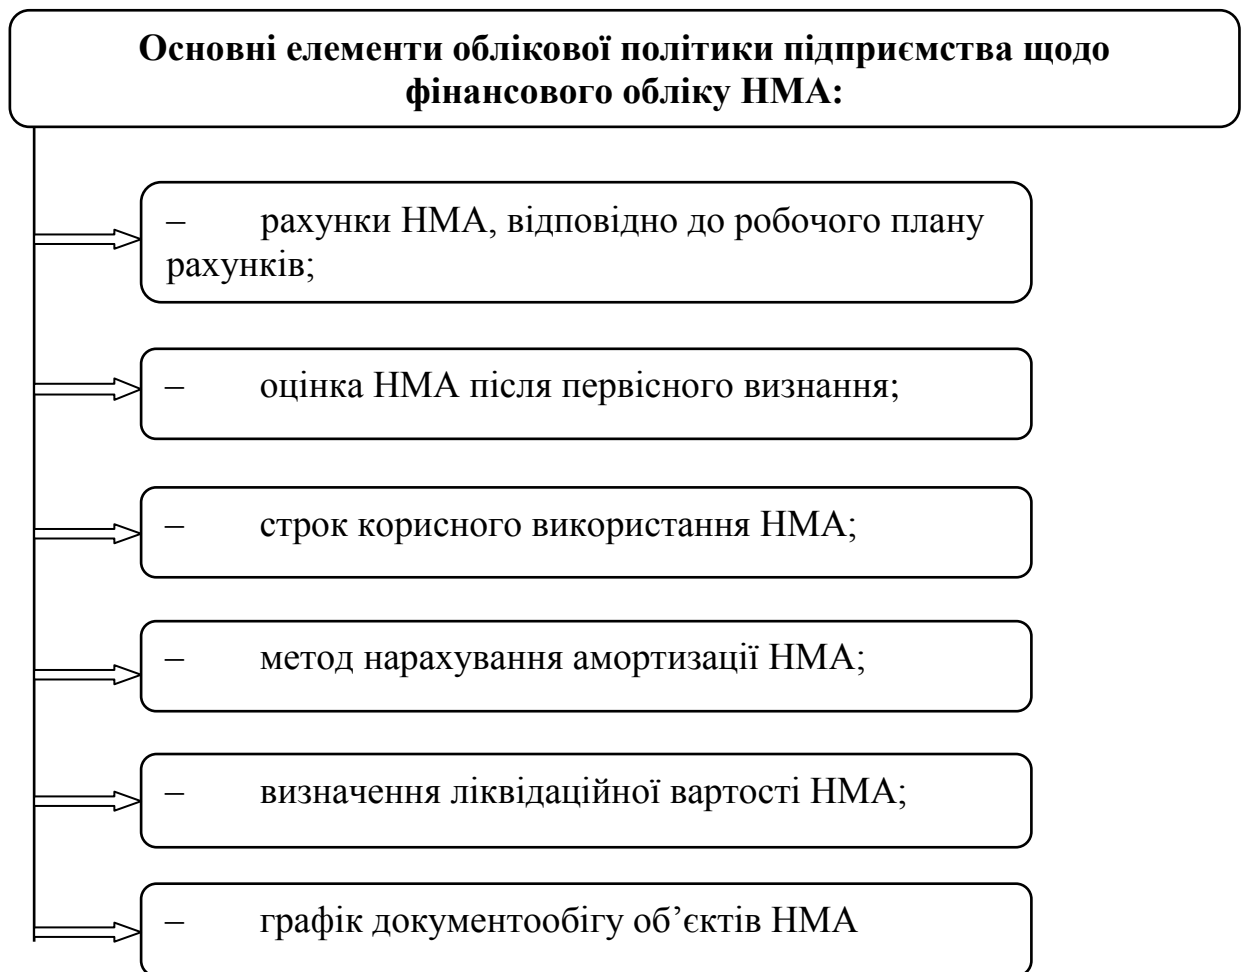 Основні елементи облікової політики підприємства щодо
фінансового обліку НМА:
– рахунки НМА, відповідно до робочого плану
рахунків;
– оцінка НМА після первісного визнання;
– строк корисного використання НМА;
– метод нарахування амортизації НМА;
– визначення ліквідаційної вартості НМА;
– графік документообігу об’єктів НМА